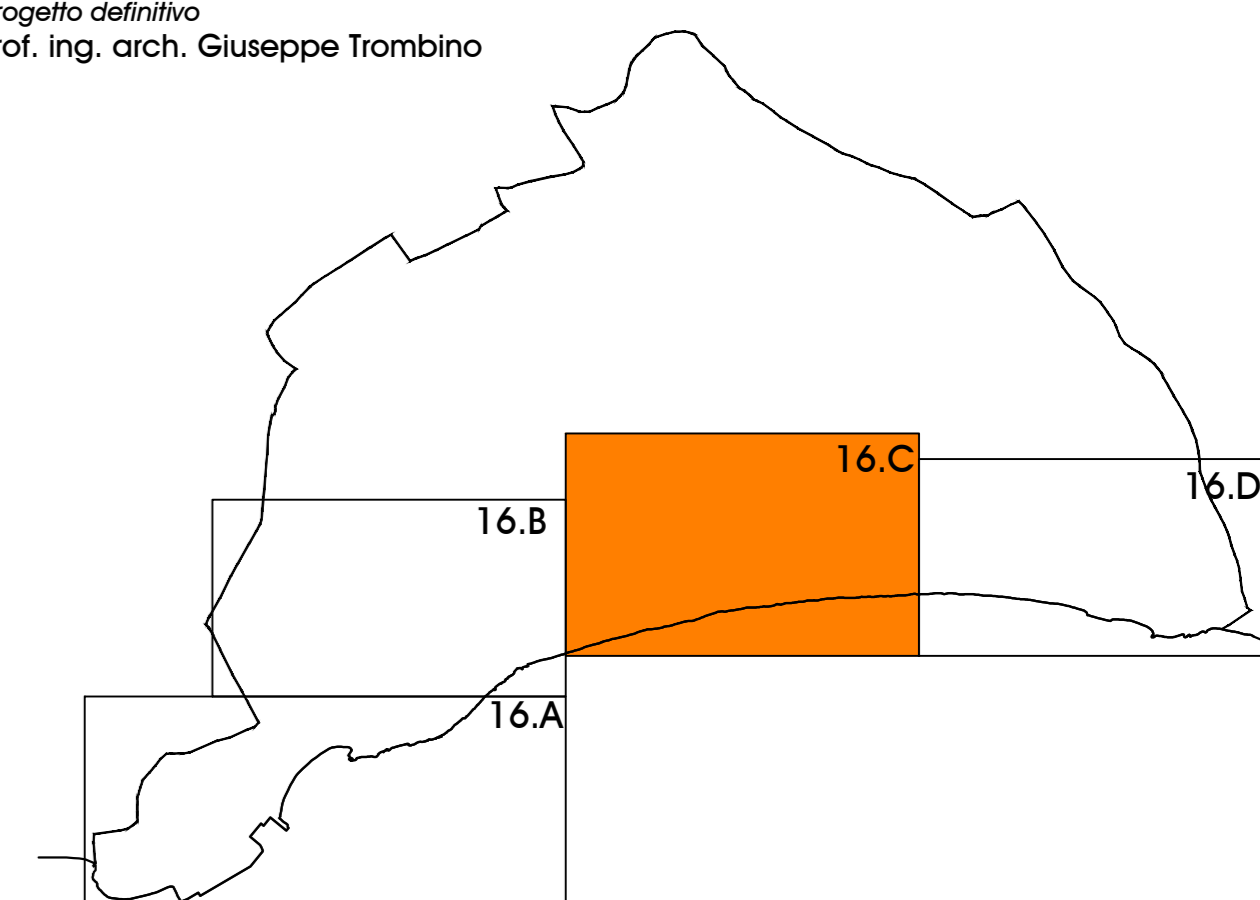 rogetto definitivo
rof. ing. arch. Giuseppe Trombino
16.C
16.D
16.B
16.A